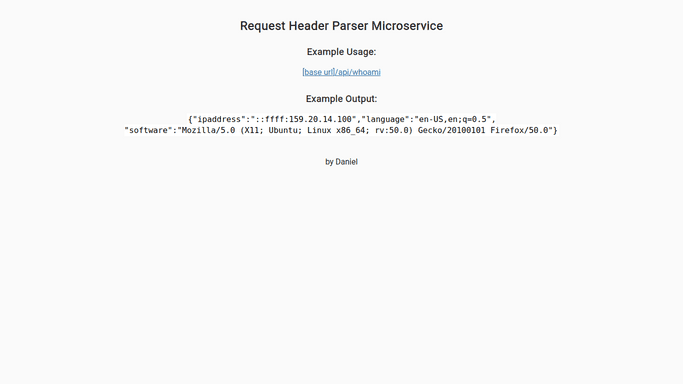 Request Header Parser Microservice
Example Usage:
[base url]/api/whoami
Example Output:
{"ipaddress":"::ffff:159.20.14.100","language":"en-US,en;q=0.5",
"software":"Mozilla/5.0 (X11; Ubuntu; Linux x86_64; rv:50.0) Gecko/20100101 Firefox/50.0"}
by Daniel